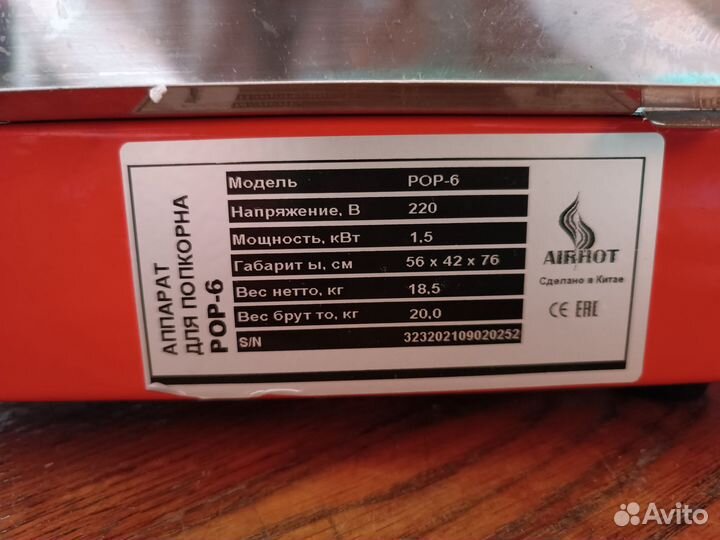 АППАРАТ
ДЛЯ ПОПКОРНА
POP-6
Модель POP-6
Напряжение, В 220
Мощность, кВт 1.5
Габарит ы, см 56 x 42 x 76
Вес нетто, кг 18.5
Вес брут то, кг 20,0
S/N 323202109020252
AIRHOT
Сделано в Китае
CE EAC
Avito